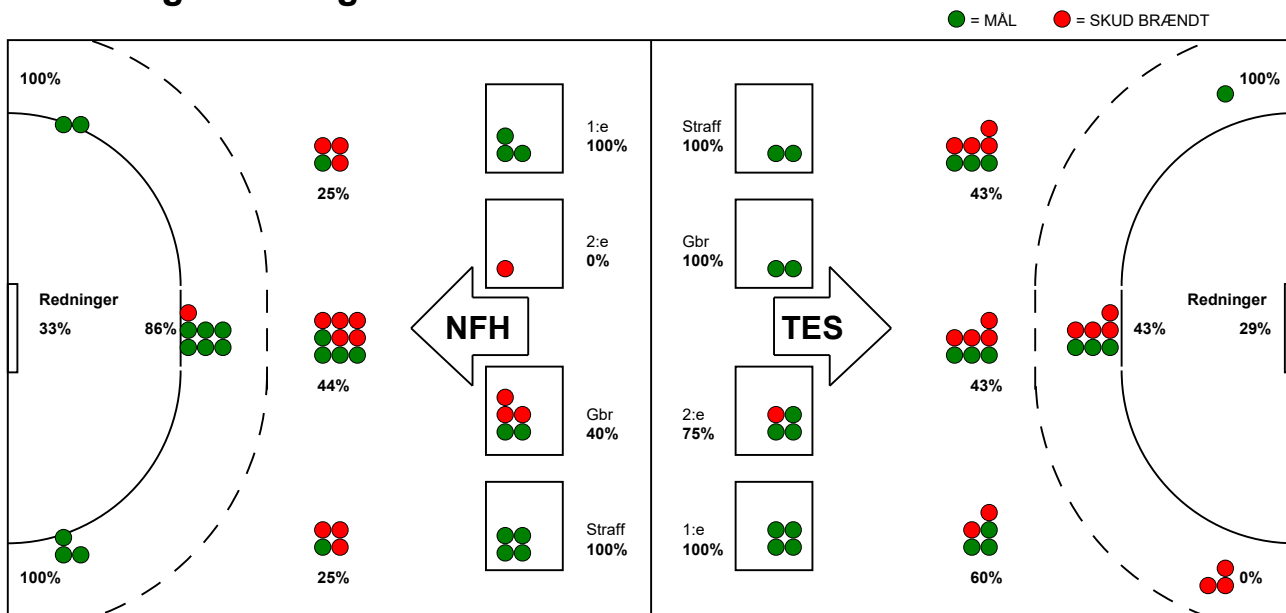 = MÅL
= SKUD BRÆNDT
100%
100%
1:e
100%
Straff
100%
25%
43%
2:e
0%
Gbr
100%
Redninger
33%
86%
NFH
TES
43%
Redninger
29%
44%
43%
Gbr
40%
2:e
75%
Straff
100%
1:e
100%
100%
25%
60%
0%